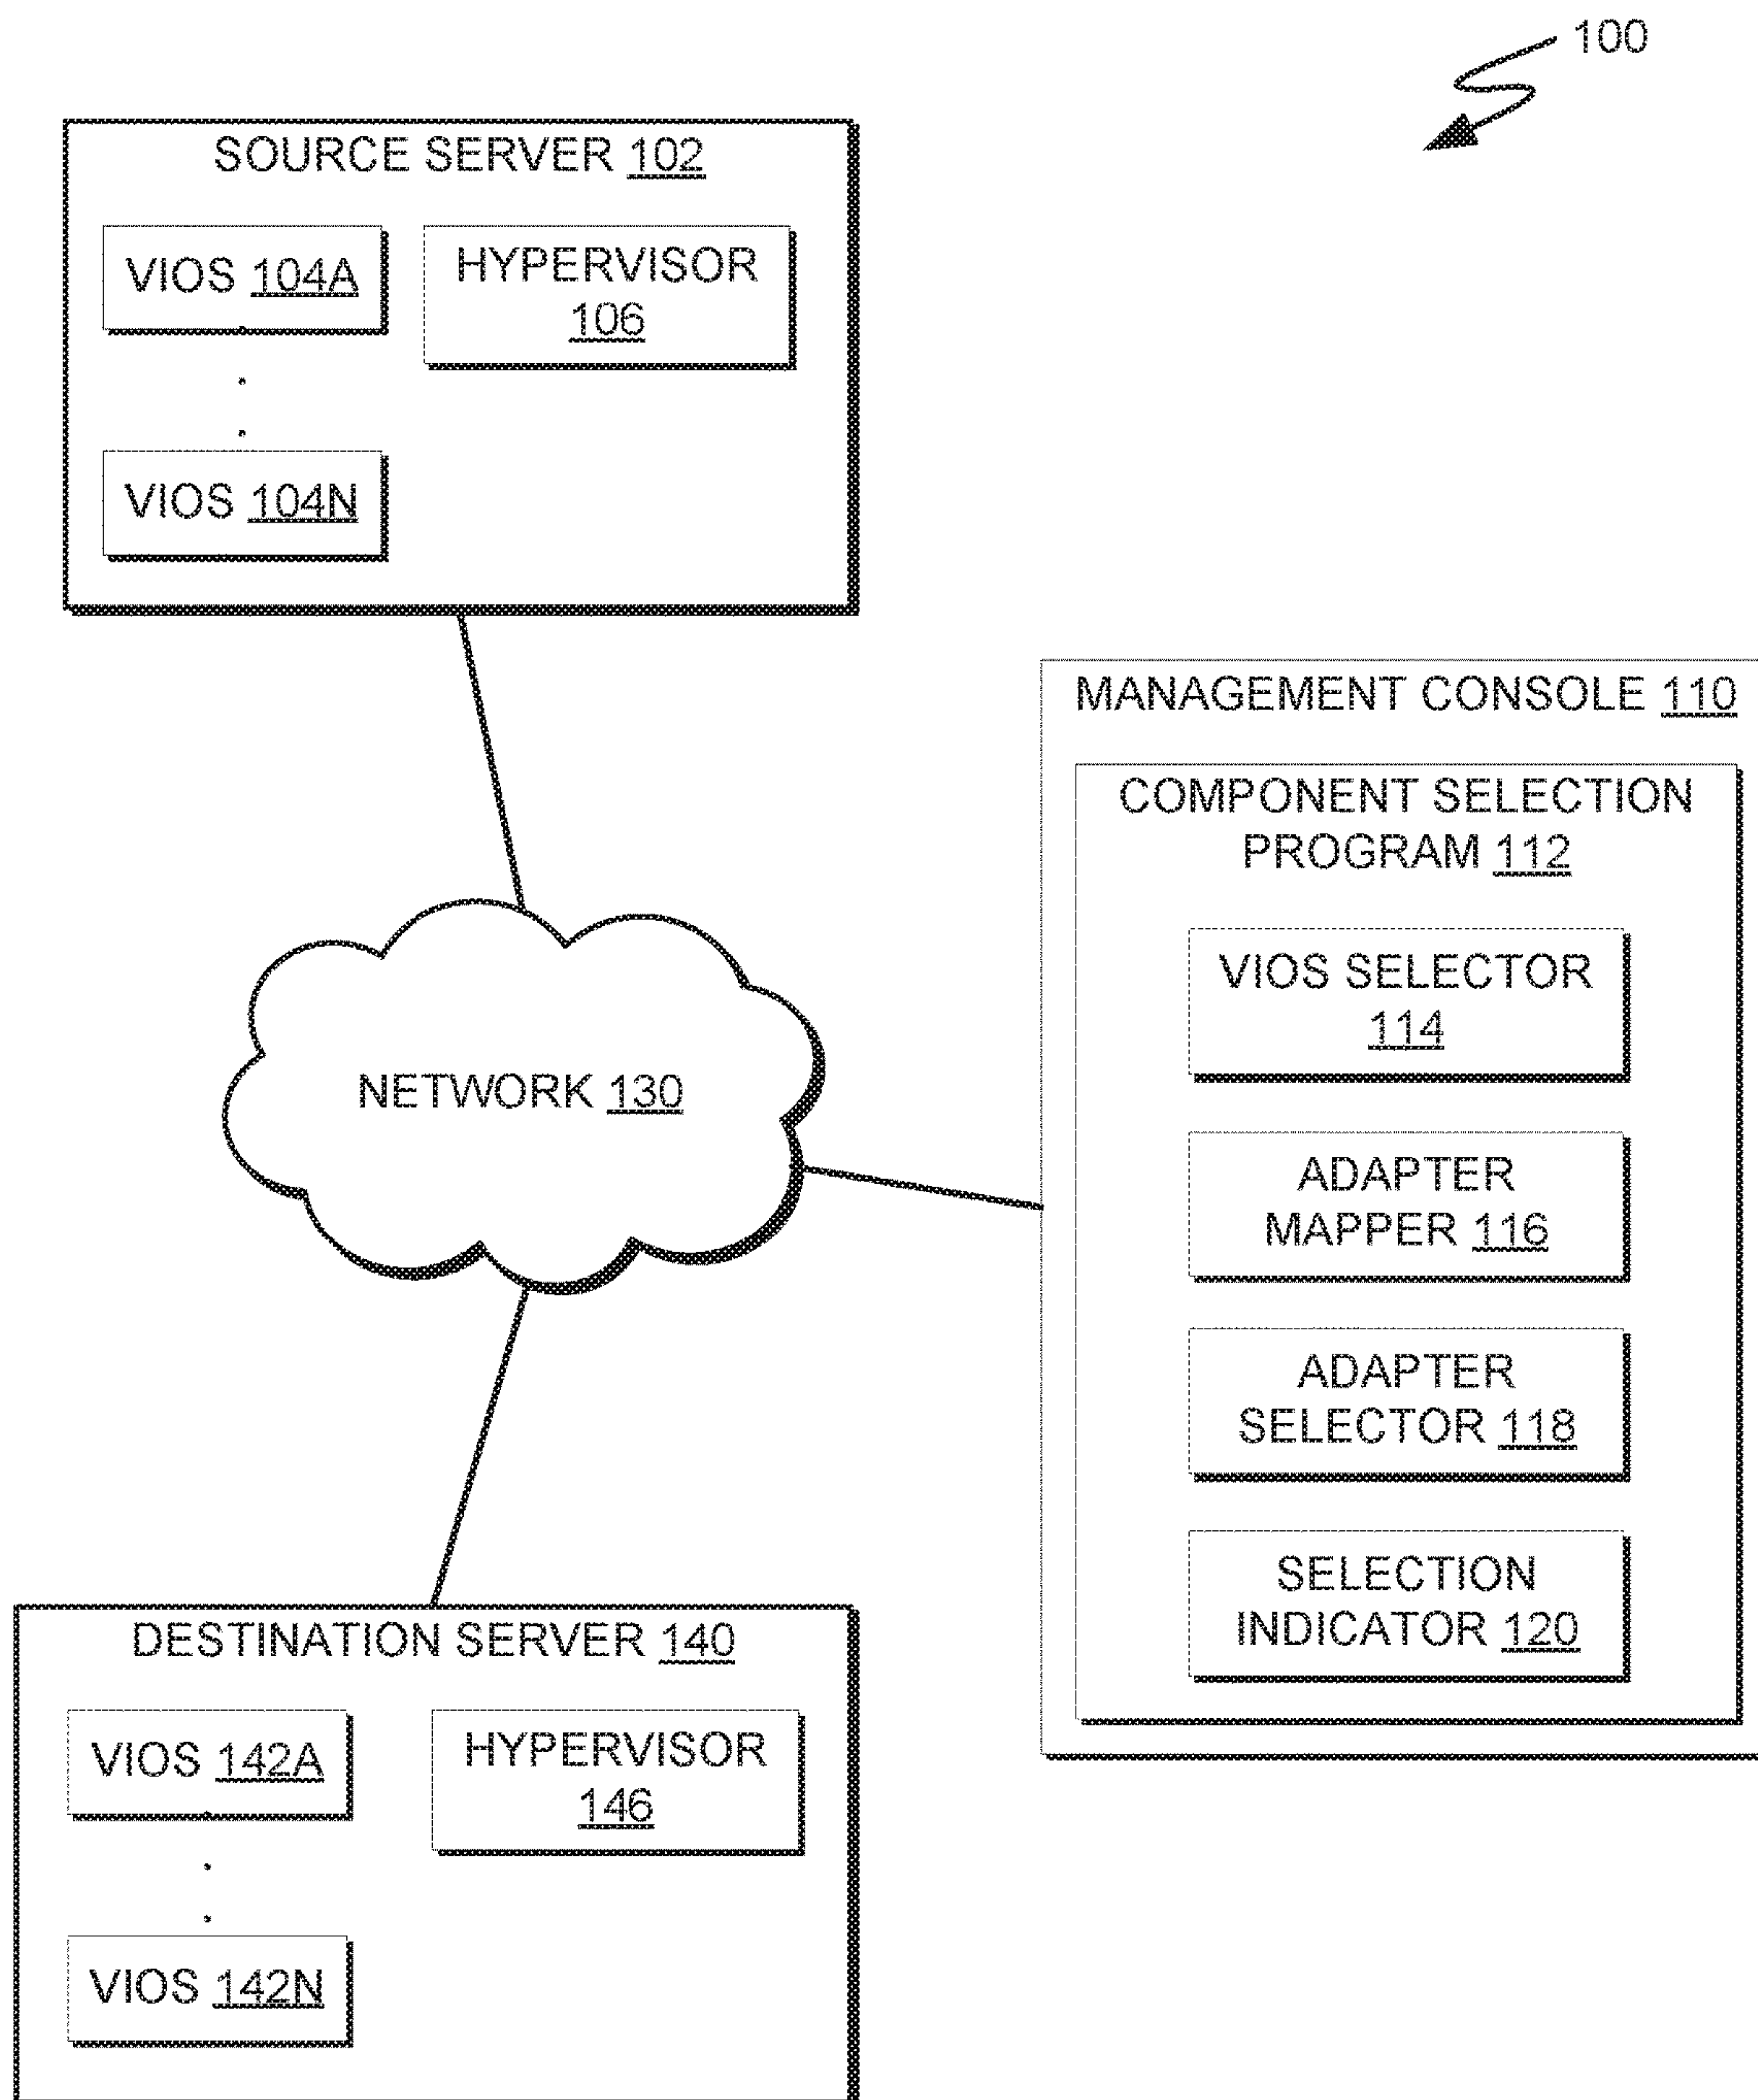 100
SOURCE SERVER 102
VIOS 104A
HYPERVISOR
106
VIOS 104N
MANAGEMENT CONSOLE 110
COMPONENT SELECTION
PROGRAM 112
VIOS SELECTOR
114
ADAPTER
MAPPER 116
ADAPTER
SELECTOR 118
SELECTION
INDICATOR 120
NETWORK 130
DESTINATION SERVER 140
VIOS 142A
HYPERVISOR
146
VIOS 142N